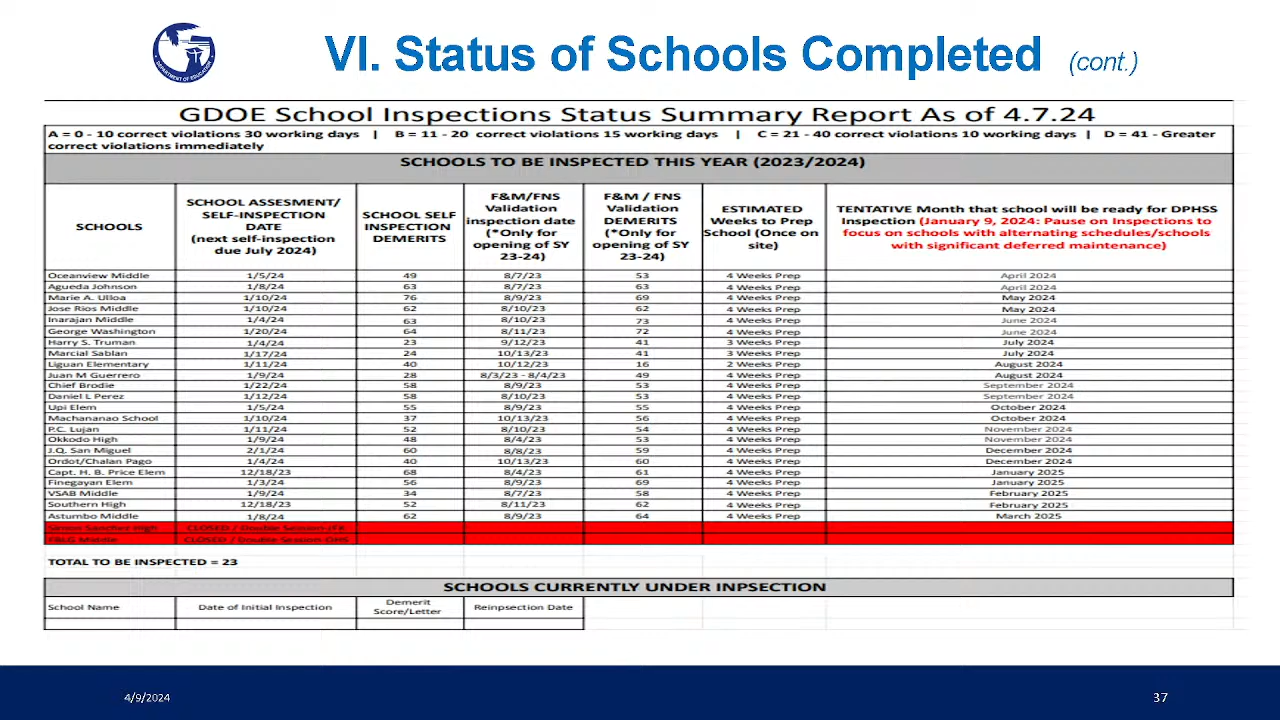 DEPARTMENT OF EDUCATION
VI. Status of Schools Completed (cont.)
GDOE School Inspections Status Summary Report As of 4.7.24
A = 0 - 10 correct violations 30 working days | B = 11 - 20 correct violations 15 working days | C = 21 - 40 correct violations 10 working days | D = 41 - Greater
correct violations immediately
SCHOOLS TO BE INSPECTED THIS YEAR (2023/2024)
SCHOOLS
SCHOOL ASSESMENT/
SELF-INSPECTION
DATE
(next self-inspection
due July 2024)
SCHOOL SELF
INSPECTION
DEMERITS
F&M/FNS
Validation
inspection date
(*Only for
opening of SY
23-24)
F&M / FNS
Validation
DEMERITS
(*Only for
opening of SY
23-24)
ESTIMATED
Weeks to Prep
School (Once on
site)
TENTATIVE Month that school will be ready for DPHSS
Inspection (January 9, 2024: Pause on Inspections to
focus on schools with alternating schedules/schools
with significant deferred maintenance)
Oceanview Middle 1/5/24 49 8/7/23 53 4 Weeks Prep April 2024
Agueda Johnson 1/8/24 63 8/7/23 63 4 Weeks Prep April 2024
Marie A. Ulloa 1/10/24 76 8/9/23 69 4 Weeks Prep May 2024
Jose Rios Middle 1/10/24 62 8/10/23 62 4 Weeks Prep May 2024
Inarajan Middle 1/4/24 63 8/10/23 73 4 Weeks Prep June 2024
George Washington 1/20/24 64 8/11/23 72 4 Weeks Prep June 2024
Harry S. Truman 1/4/24 23 9/12/23 41 3 Weeks Prep July 2024
Marcial Sablan 1/17/24 24 10/13/23 41 3 Weeks Prep July 2024
Liguan Elementary 1/11/24 40 10/12/23 16 2 Weeks Prep August 2024
Juan M Guerrero 1/9/24 28 8/3/23 - 8/4/23 49 4 Weeks Prep August 2024
Chief Brodie 1/22/24 58 8/9/23 53 4 Weeks Prep September 2024
Daniel L Perez 1/12/24 58 8/10/23 53 4 Weeks Prep September 2024
Upi Elem 1/5/24 55 8/9/23 55 4 Weeks Prep October 2024
Machananao School 1/10/24 37 10/13/23 56 4 Weeks Prep October 2024
P.C. Lujan 1/11/24 52 8/10/23 54 4 Weeks Prep November 2024
Okkodo High 1/9/24 48 8/4/23 53 4 Weeks Prep November 2024
J.Q. San Miguel 2/1/24 60 8/8/23 59 4 Weeks Prep December 2024
Ordot/Chalan Pago 1/4/24 40 10/13/23 60 4 Weeks Prep December 2024
Capt. H. B. Price Elem 12/18/23 68 8/4/23 61 4 Weeks Prep January 2025
Finegayan Elem 1/3/24 56 8/9/23 69 4 Weeks Prep January 2025
VSAB Middle 1/9/24 34 8/7/23 58 4 Weeks Prep February 2025
Southern High 12/18/23 52 8/11/23 62 4 Weeks Prep February 2025
Astumbo Middle 1/8/24 62 8/9/23 64 4 Weeks Prep March 2025
Simon Sanchez High CLOSED / Double Session-JFK
FBLG Middle CLOSED / Double-Session OHS
TOTAL TO BE INSPECTED = 23
SCHOOLS CURRENTLY UNDER INPSECTION
School Name
Date of Initial Inspection
Demerit
Score/Letter
Reinpsection Date
4/9/2024
37